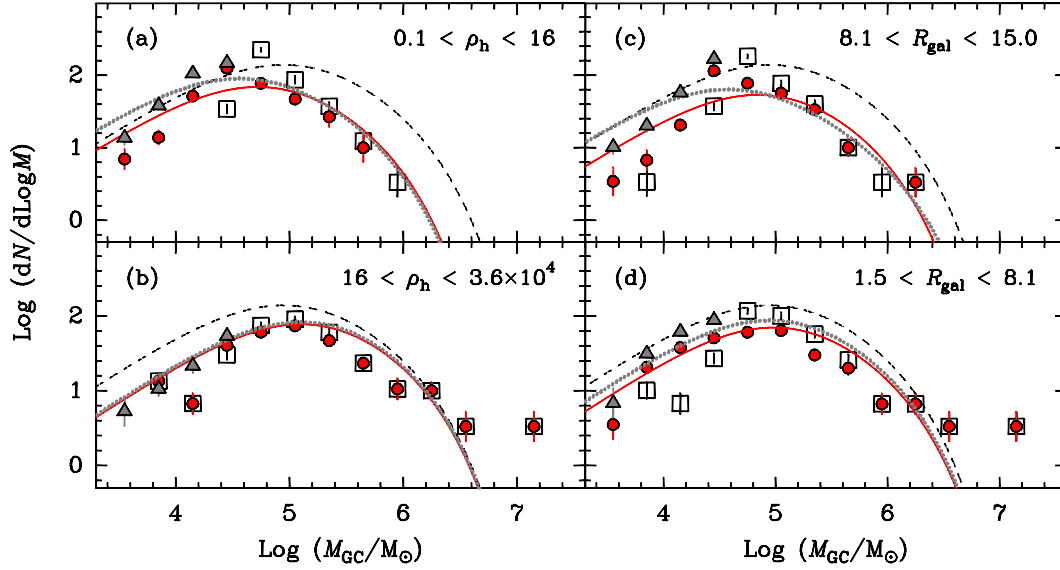 (a) 0.1 < ρh < 16
(c) 8.1 < Rgal < 15.0
2
1
0
(b) 16 < ρh < 3.6×10⁴
(d) 1.5 < Rgal < 8.1
2
1
0
Log (dN/dLogM)
4 5 6 7
4 5 6 7
Log (MGC/M⊙)
Log (MGC/M⊙)